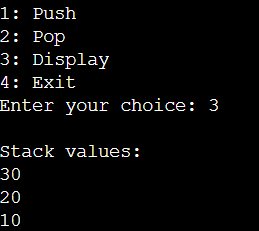 1: Push
2: Pop
3: Display
4: Exit
Enter your choice: 3
Stack values:
30
20
10